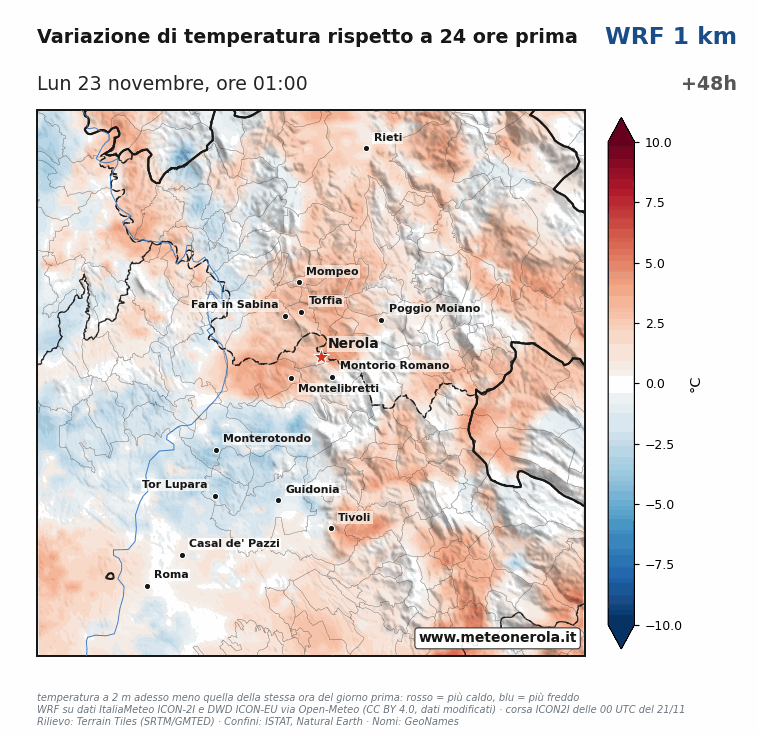 Variazione di temperatura rispetto a 24 ore prima
WRF 1 km
Lun 23 novembre, ore 01:00
+48h
Rieti
Mompeo
Fara in Sabina
Toffia
Poggio Moiano
Nerola
Montorio Romano
Montelibretti
Monterotondo
Tor Lupara
Guidonia
Tivoli
Casal de' Pazzi
Roma
www.meteonerola.it
10.0
7.5
5.0
2.5
0.0
−2.5
−5.0
−7.5
−10.0
°C
temperatura a 2 m adesso meno quella della stessa ora del giorno prima: rosso = più caldo, blu = più freddo
WRF su dati ItaliaMeteo ICON-2I e DWD ICON-EU via Open-Meteo (CC BY 4.0, dati modificati) · corsa ICON2I delle 00 UTC del 21/11
Rilievo: Terrain Tiles (SRTM/GMTED) · Confini: ISTAT, Natural Earth · Nomi: GeoNames